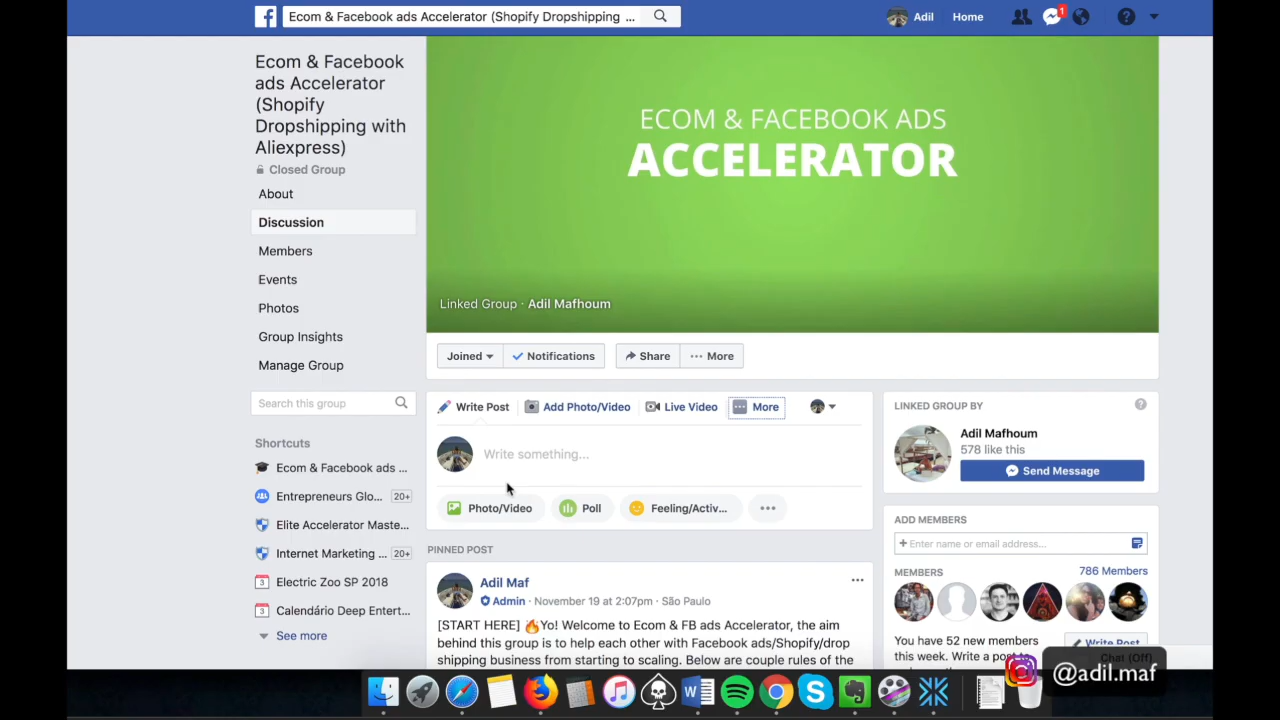 Ecom & Facebook ads Accelerator (Shopify Dropshipping ...
Adil
Home
1
Ecom & Facebook
ads Accelerator
(Shopify
Dropshipping with
Aliexpress)
Closed Group
About
Discussion
Members
Events
Photos
Group Insights
Manage Group
Search this group
Shortcuts
Ecom & Facebook ads ...
Entrepreneurs Glo... 20+
Elite Accelerator Maste...
Internet Marketing ... 20+
3 Electric Zoo SP 2018
3 Calendário Deep Entert...
See more
ECOM & FACEBOOK ADS
ACCELERATOR
Linked Group · Adil Mafhoum
Joined
Notifications
Share
More
Write Post
Add Photo/Video
Live Video
More
Write something...
Photo/Video
Poll
Feeling/Activ...
PINNED POST
Adil Maf
Admin · November 19 at 2:07pm · São Paulo
[START HERE] 🔥Yo! Welcome to Ecom & FB ads Accelerator, the aim
behind this group is to help each other with Facebook ads/Shopify/drop
shipping business from starting to scaling. Below are couple rules of the
LINKED GROUP BY
Adil Mafhoum
578 like this
Send Message
ADD MEMBERS
+ Enter name or email address...
MEMBERS
786 Members
You have 52 new members
this week. Write a post
Write Post
Chat (Off)
@adil.maf